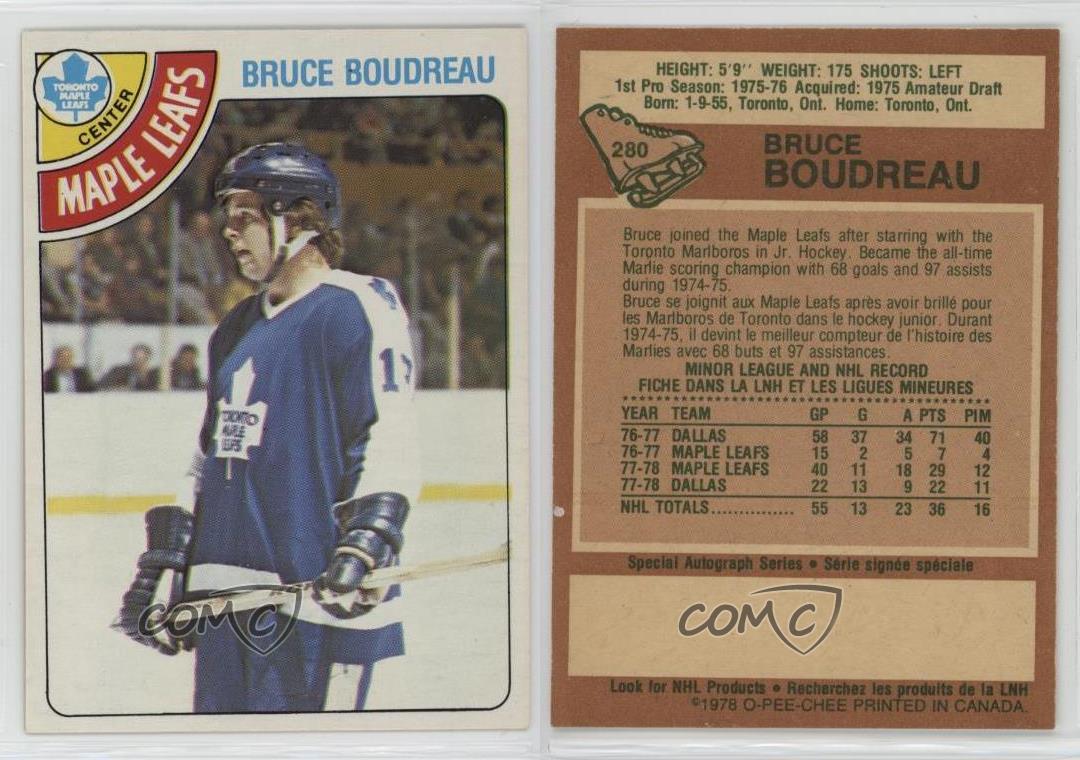 TORONTO
MAPLE
LEAFS
CENTER
MAPLE LEAFS
BRUCE BOUDREAU
TORONTO
MAPLE
LEAFS
COMC
HEIGHT: 5'9'' WEIGHT: 175 SHOOTS: LEFT
1st Pro Season: 1975-76 Acquired: 1975 Amateur Draft
Born: 1-9-55, Toronto, Ont. Home: Toronto, Ont.
280
BRUCE
BOUDREAU
Bruce joined the Maple Leafs after starring with the
Toronto Marlboros in Jr. Hockey. Became the all-time
Marlie scoring champion with 68 goals and 97 assists
during 1974-75.
Bruce se joignit aux Maple Leafs après avoir brillé pour
les Marlboros de Toronto dans le hockey junior. Durant
1974-75, il devint le meilleur compteur de l'histoire des
Marlies avec 68 buts et 97 assistances.
MINOR LEAGUE AND NHL RECORD
FICHE DANS LA LNH ET LES LIGUES MINEURES
YEAR TEAM GP G A PTS PIM
76-77 DALLAS 58 37 34 71 40
76-77 MAPLE LEAFS 15 2 5 7 4
77-78 MAPLE LEAFS 40 11 18 29 12
77-78 DALLAS 22 13 9 22 11
NHL TOTALS............... 55 13 23 36 16
Special Autograph Series • Série signée spéciale
COMC
Look for NHL Products • Recherchez les produits de la LNH
©1978 O-PEE-CHEE PRINTED IN CANADA.